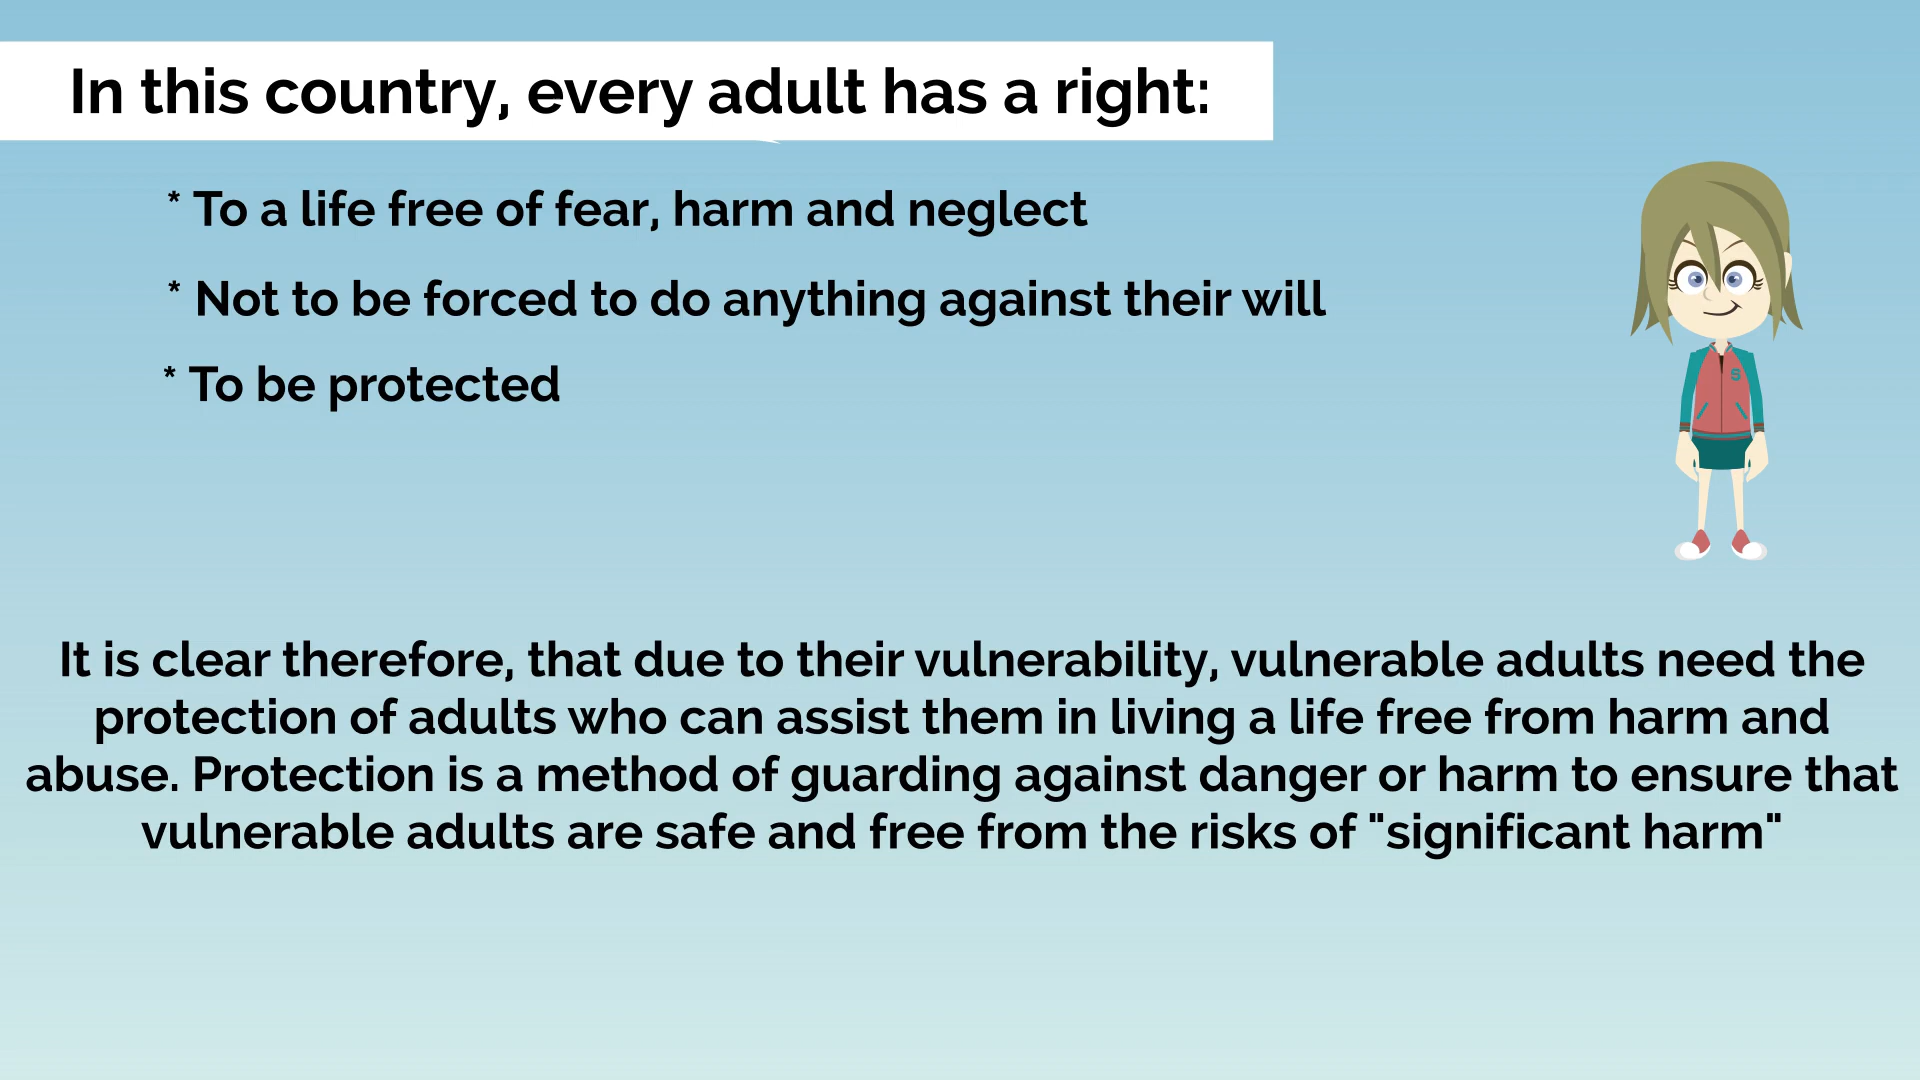 In this country, every adult has a right:
* To a life free of fear, harm and neglect
* Not to be forced to do anything against their will
* To be protected
S
It is clear therefore, that due to their vulnerability, vulnerable adults need the
protection of adults who can assist them in living a life free from harm and
abuse. Protection is a method of guarding against danger or harm to ensure that
vulnerable adults are safe and free from the risks of "significant harm"